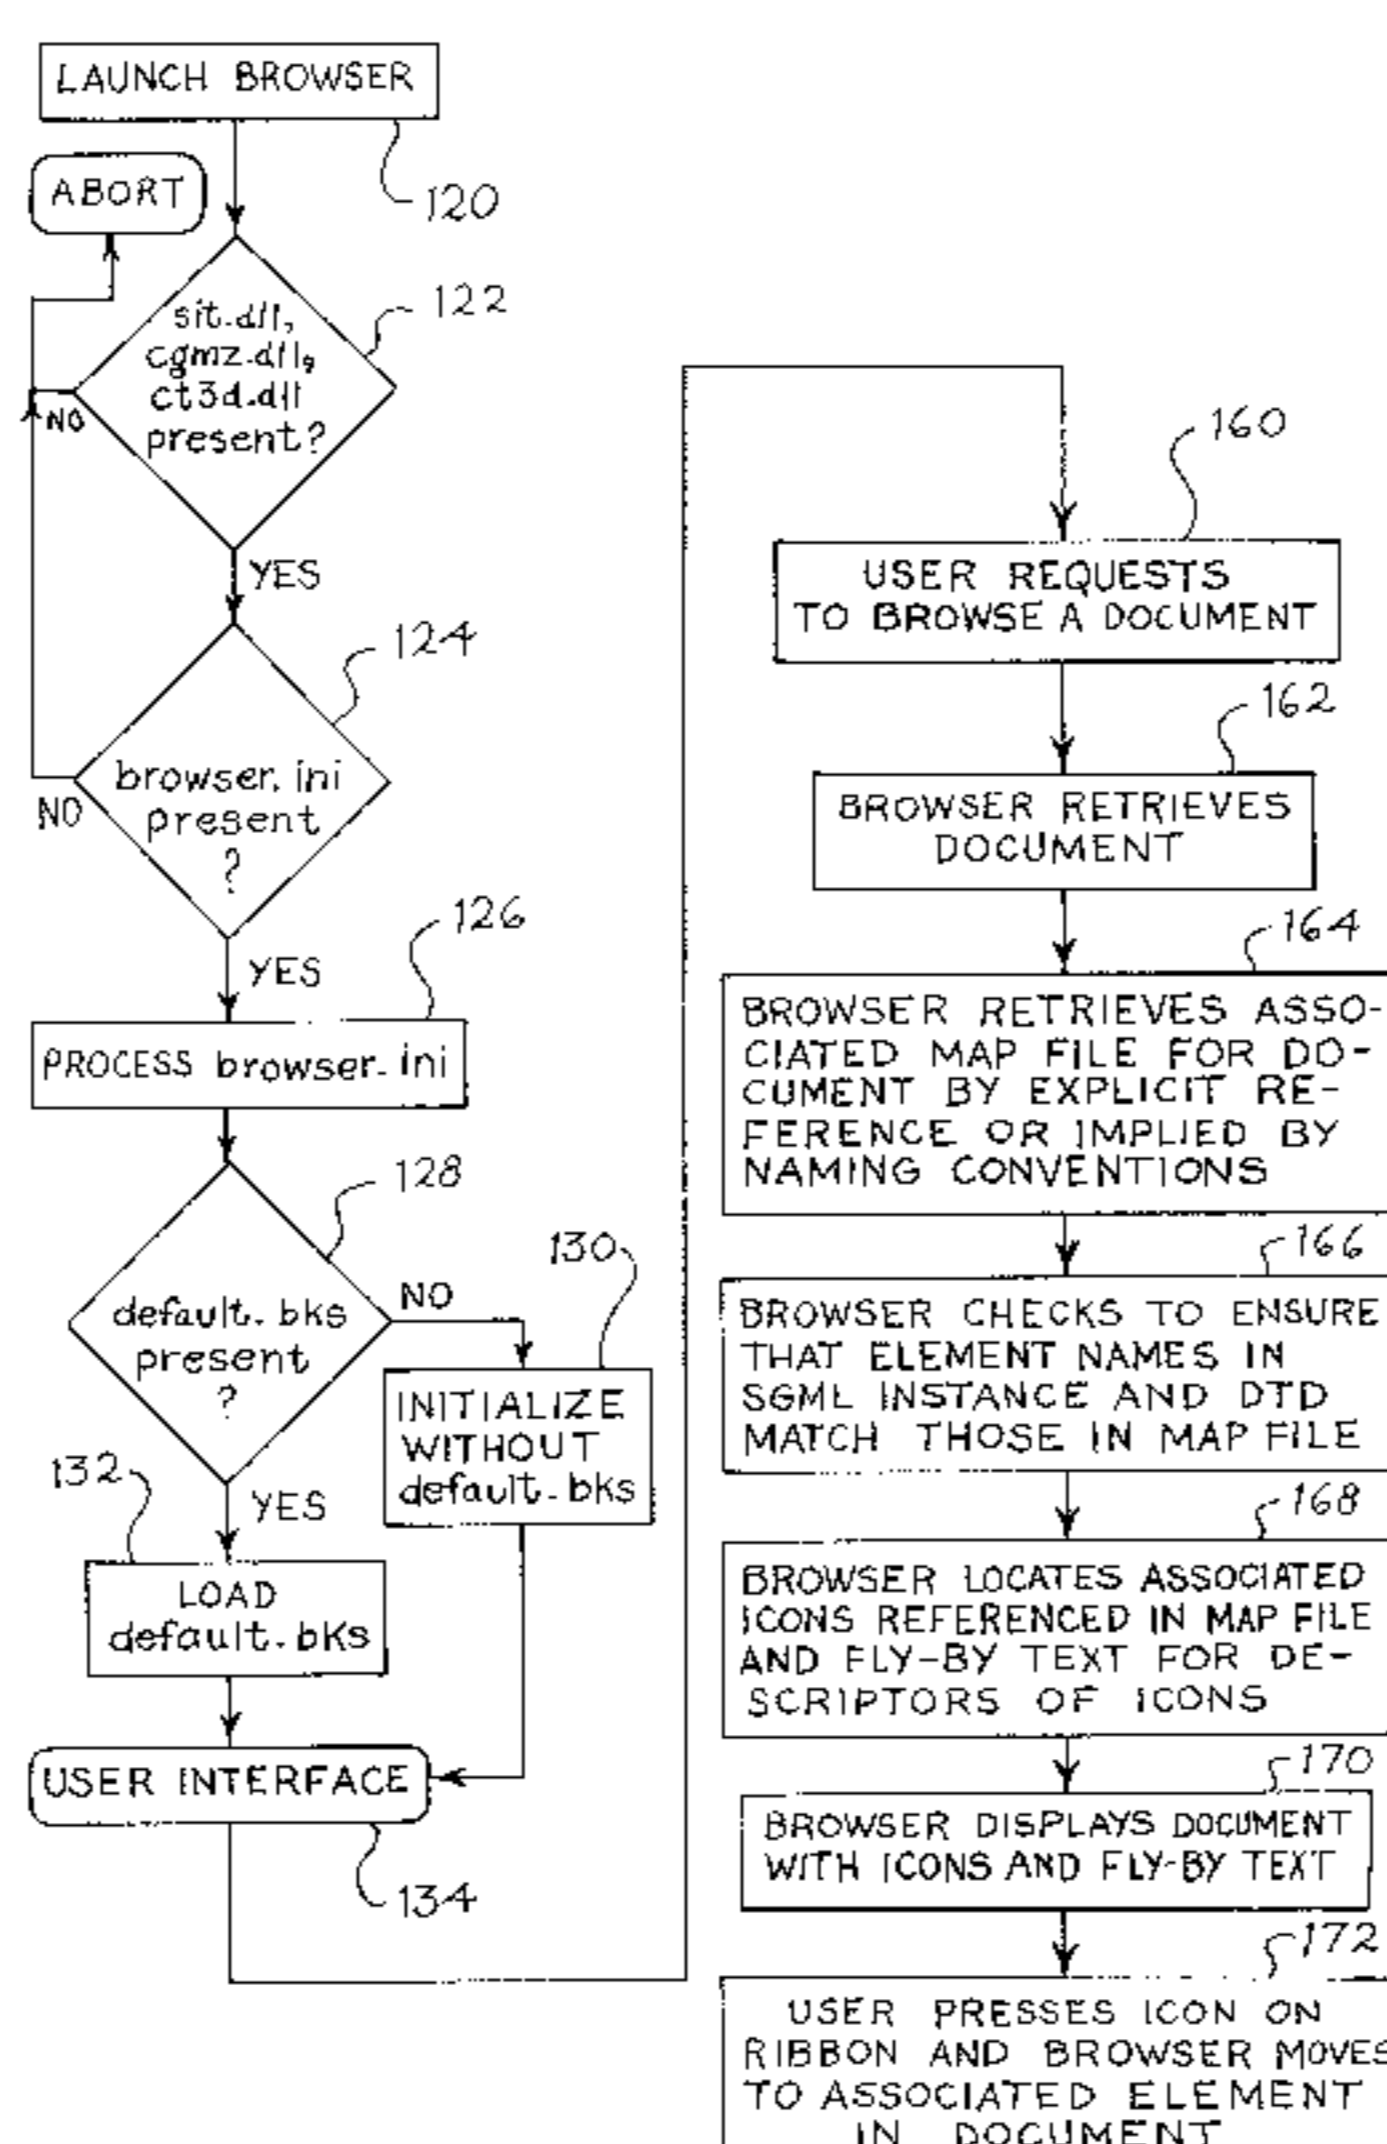 LAUNCH BROWSER
120
ABORT
122
sit.dll,
cgmz.dll,
ct3d.dll
present?
NO
YES
124
browser.ini
present
?
NO
YES
126
PROCESS browser.ini
128
default.bks
present
?
NO
130
INITIALIZE
WITHOUT
default.bks
YES
132
LOAD
default.bks
USER INTERFACE
134
160
USER REQUESTS
TO BROWSE A DOCUMENT
162
BROWSER RETRIEVES
DOCUMENT
164
BROWSER RETRIEVES ASSO-
CIATED MAP FILE FOR DO-
CUMENT BY EXPLICIT RE-
FERENCE OR IMPLIED BY
NAMING CONVENTIONS
166
BROWSER CHECKS TO ENSURE
THAT ELEMENT NAMES IN
SGML INSTANCE AND DTD
MATCH THOSE IN MAP FILE
168
BROWSER LOCATES ASSOCIATED
ICONS REFERENCED IN MAP FILE
AND FLY-BY TEXT FOR DE-
SCRIPTORS OF ICONS
170
BROWSER DISPLAYS DOCUMENT
WITH ICONS AND FLY-BY TEXT
172
USER PRESSES ICON ON
RIBBON AND BROWSER MOVES
TO ASSOCIATED ELEMENT
IN DOCUMENT